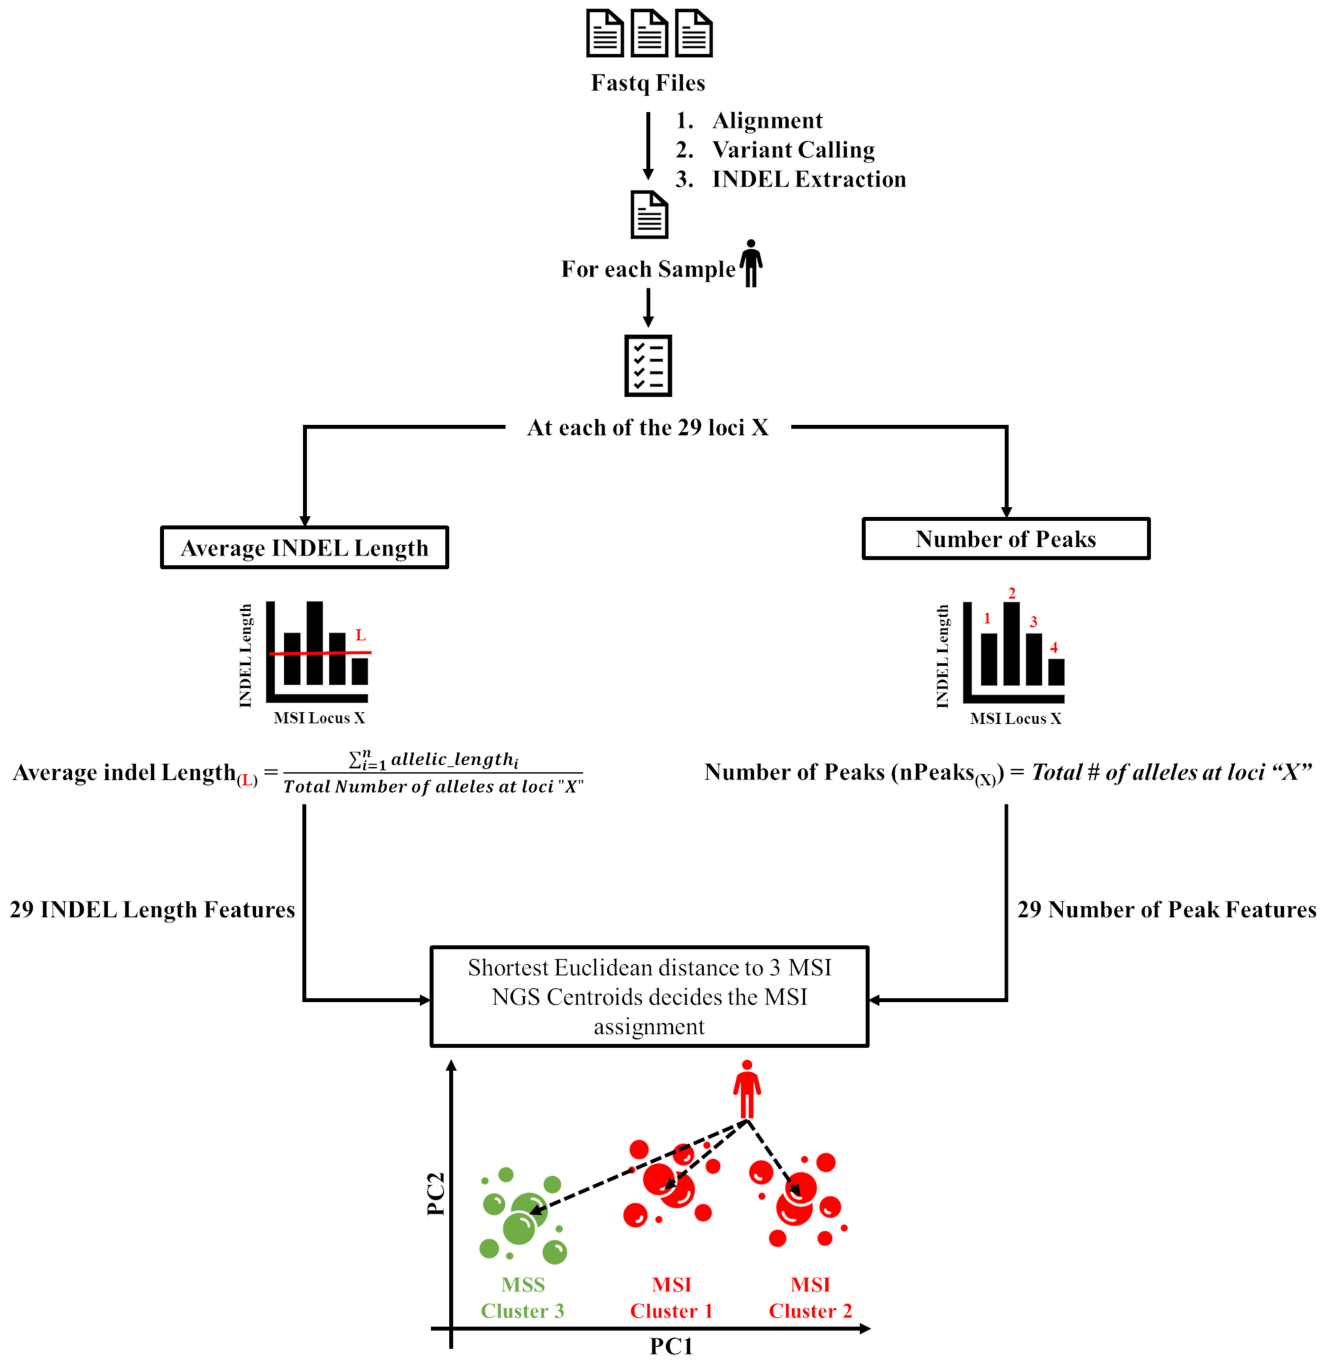 Fastq Files
1. Alignment
2. Variant Calling
3. INDEL Extraction
For each Sample
At each of the 29 loci X
Average INDEL Length
Number of Peaks
INDEL Length
L
MSI Locus X
INDEL Length
1
2
3
4
MSI Locus X
Average indel Length(L) = ∑ⁿᵢ₌₁ allelic_lengthᵢ
Total Number of alleles at loci "X"
Number of Peaks (nPeaks(X)) = Total # of alleles at loci “X”
29 INDEL Length Features
29 Number of Peak Features
Shortest Euclidean distance to 3 MSI
NGS Centroids decides the MSI
assignment
PC2
MSS
Cluster 3
MSI
Cluster 1
MSI
Cluster 2
PC1